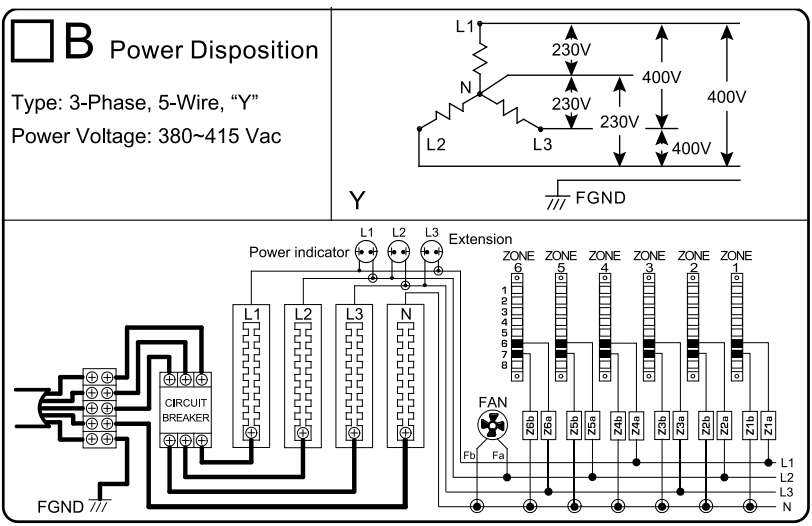 B Power Disposition
Type: 3-Phase, 5-Wire, “Y”
Power Voltage: 380~415 Vac
L1
230V
400V
400V
N
230V
230V
L2
L3
400V
Y
FGND
L1 L2 L3
Power indicator
Extension
ZONE ZONE ZONE ZONE ZONE ZONE
6 5 4 3 2 1
1
2
3
4
5
6
7
8
L1 L2 L3 N
CIRCUIT
BREAKER
FAN
Fb Fa
Z6b Z6a Z5b Z5a Z4b Z4a Z3b Z3a Z2b Z2a Z1b Z1a
L1
L2
L3
N
FGND